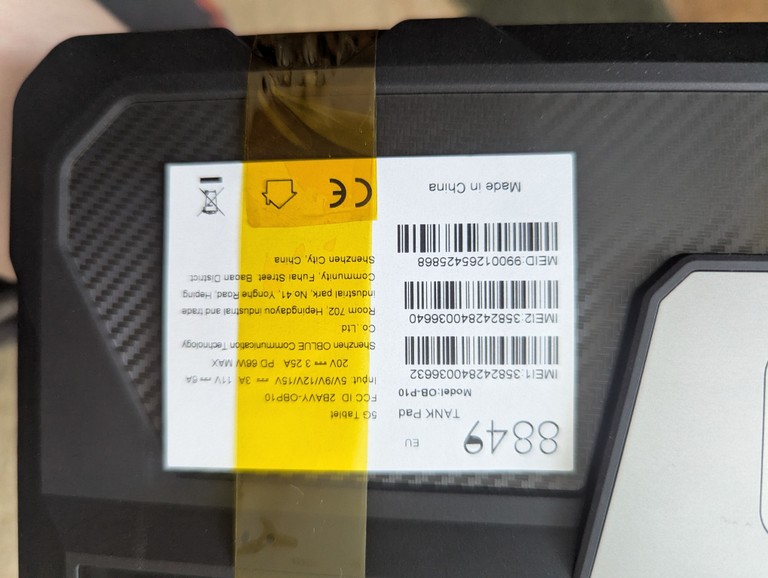 8849 EU
TANK Pad
Model:OB-P10
IMEI1:358242840036632
IMEI2:358242840036640
MEID:99001265425868
Made in China
5G Tablet
FCC ID: 2BAVY-OBP10
Input: 5V/9V/12V/15V ⎓ 3A 11V ⎓ 6A
20V ⎓ 3.25A PD 66W MAX
Shenzhen OBLUE Communication Technology
Co.,Ltd
Room 702, Hepingdayou industrial and trade
industrial park, No.41, Yonghe Road, Heping
Community, Fuhai Street, Baoan District,
Shenzhen City, China
CE